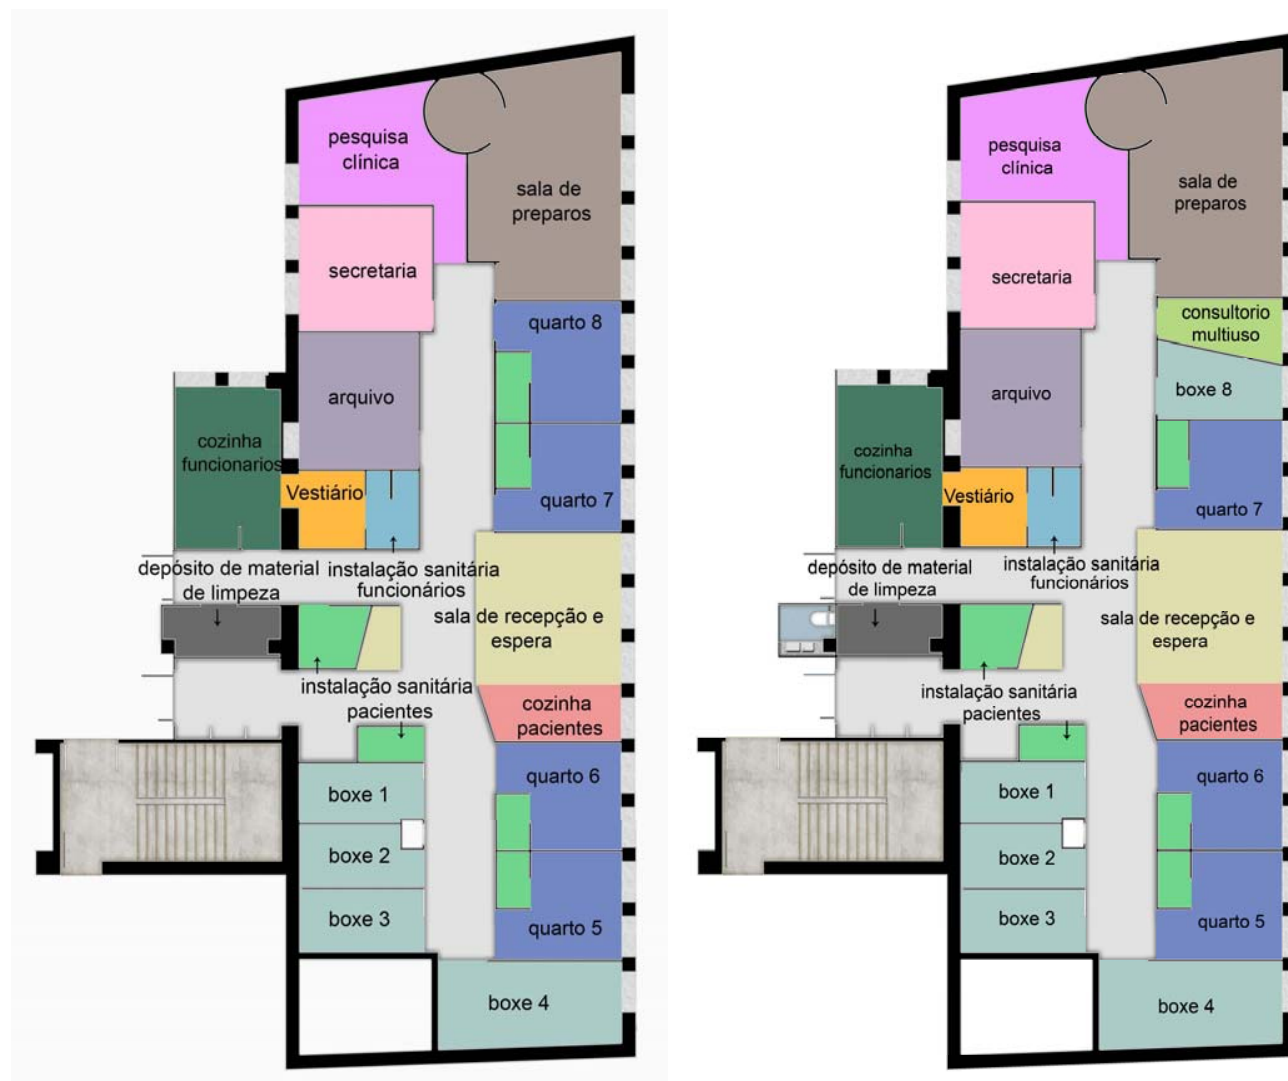 pesquisa
clínica
sala de
preparos
secretaria
quarto 8
arquivo
cozinha
funcionarios
Vestiário
quarto 7
depósito de material
de limpeza
instalação sanitária
funcionários
sala de recepção e
espera
instalação sanitária
pacientes
cozinha
pacientes
quarto 6
boxe 1
boxe 2
boxe 3
quarto 5
boxe 4
pesquisa
clínica
sala de
preparos
secretaria
consultorio
multiuso
boxe 8
arquivo
cozinha
funcionarios
Vestiário
quarto 7
depósito de material
de limpeza
instalação sanitária
funcionários
sala de recepção e
espera
instalação sanitária
pacientes
cozinha
pacientes
quarto 6
boxe 1
boxe 2
boxe 3
quarto 5
boxe 4